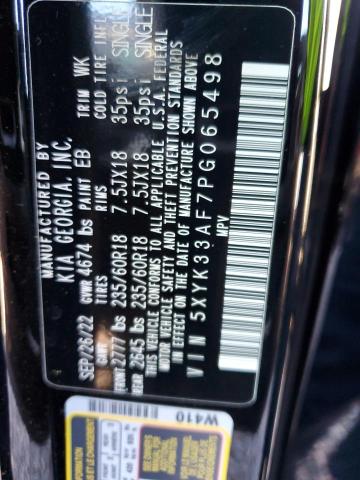 MANUFACTURED BY
KIA GEORGIA, INC.
SEP/26/22 GVWR 4674 lbs PAINT EB TRIM WK
GAWR TIRES RIMS COLD TIRE INFL
FRONT 2777 lbs 235/60R18 7.5JX18 35psi SINGLE
REAR 2645 lbs 235/60R18 7.5JX18 35psi SINGLE
THIS VEHICLE CONFORMS TO ALL APPLICABLE U.S.A. FEDERAL
MOTOR VEHICLE SAFETY AND THEFT PREVENTION STANDARDS
IN EFFECT ON THE DATE OF MANUFACTURE SHOWN ABOVE.
VIN 5XYK33AF7PG065498
MPV
W410